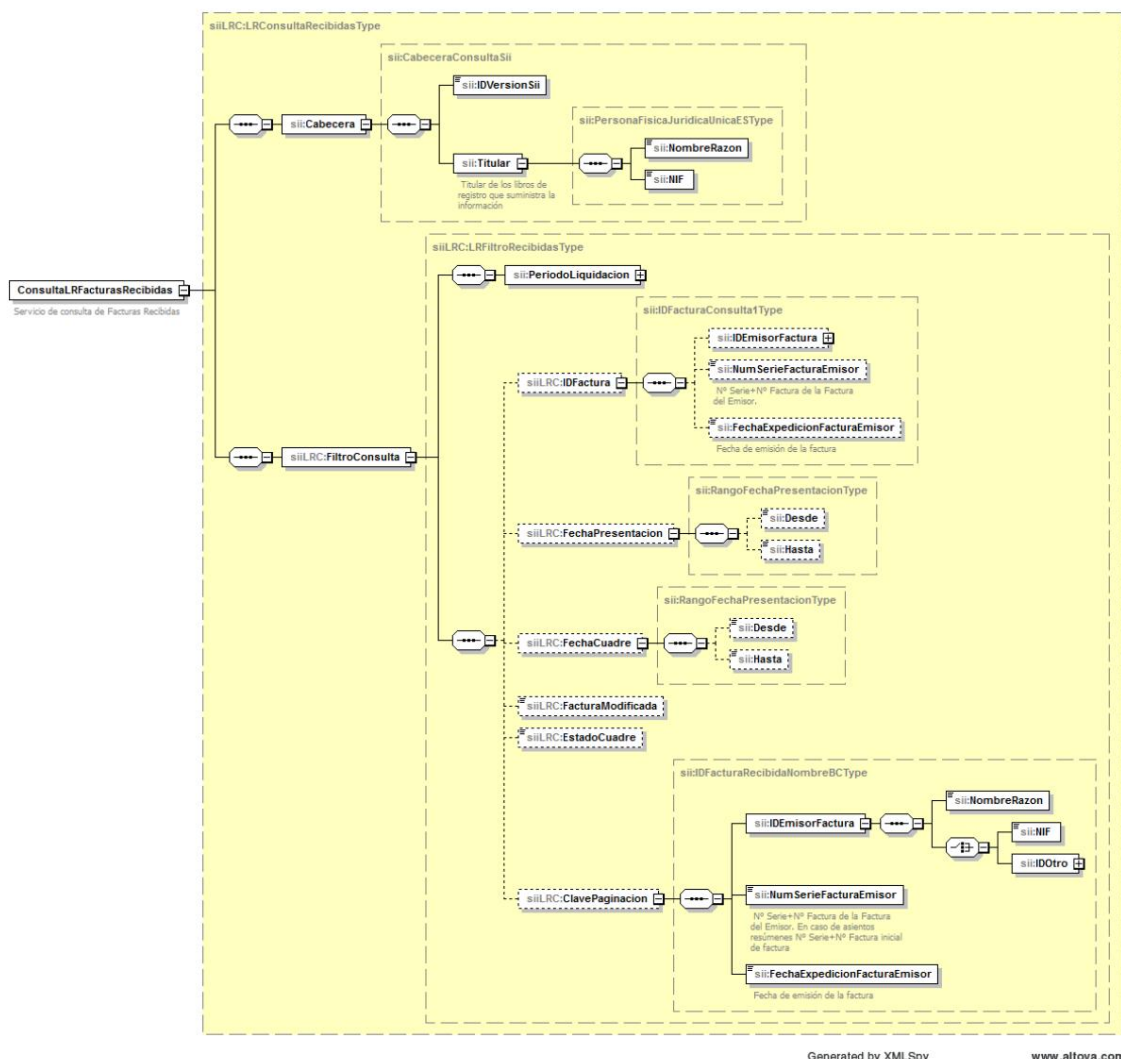 siiLRC:LRConsultaRecibidasType
sii:CabeceraConsultaSii
sii:IDVersionSii
sii:Cabecera
sii:PersonaFisicaJuridicaUnicaESType
sii:NombreRazon
sii:Titular
sii:NIF
Titular de los libros de
registro que suministra la
información
siiLRC:LRFiltroRecibidasType
sii:PeriodoLiquidacion
ConsultaLRFacturasRecibidas
Servicio de consulta de Facturas Recibidas
sii:IDFacturaConsulta1Type
sii:IDEmisorFactura
sii:NumSerieFacturaEmisor
siiLRC:IDFactura
Nº Serie+Nº Factura de la Factura
del Emisor.
sii:FechaExpedicionFacturaEmisor
Fecha de emisión de la factura
siiLRC:FiltroConsulta
sii:RangoFechaPresentacionType
sii:Desde
siiLRC:FechaPresentacion
sii:Hasta
sii:RangoFechaPresentacionType
sii:Desde
siiLRC:FechaCuadre
sii:Hasta
siiLRC:FacturaModificada
siiLRC:EstadoCuadre
sii:IDFacturaRecibidaNombreBCType
sii:NombreRazon
sii:IDEmisorFactura
sii:NIF
sii:IDOtro
siiLRC:ClavePaginacion
sii:NumSerieFacturaEmisor
Nº Serie+Nº Factura de la Factura
del Emisor. En caso de asientos
resúmenes Nº Serie+Nº Factura inicial
de factura
sii:FechaExpedicionFacturaEmisor
Fecha de emisión de la factura
Generated by XMLSpy www.altova.com